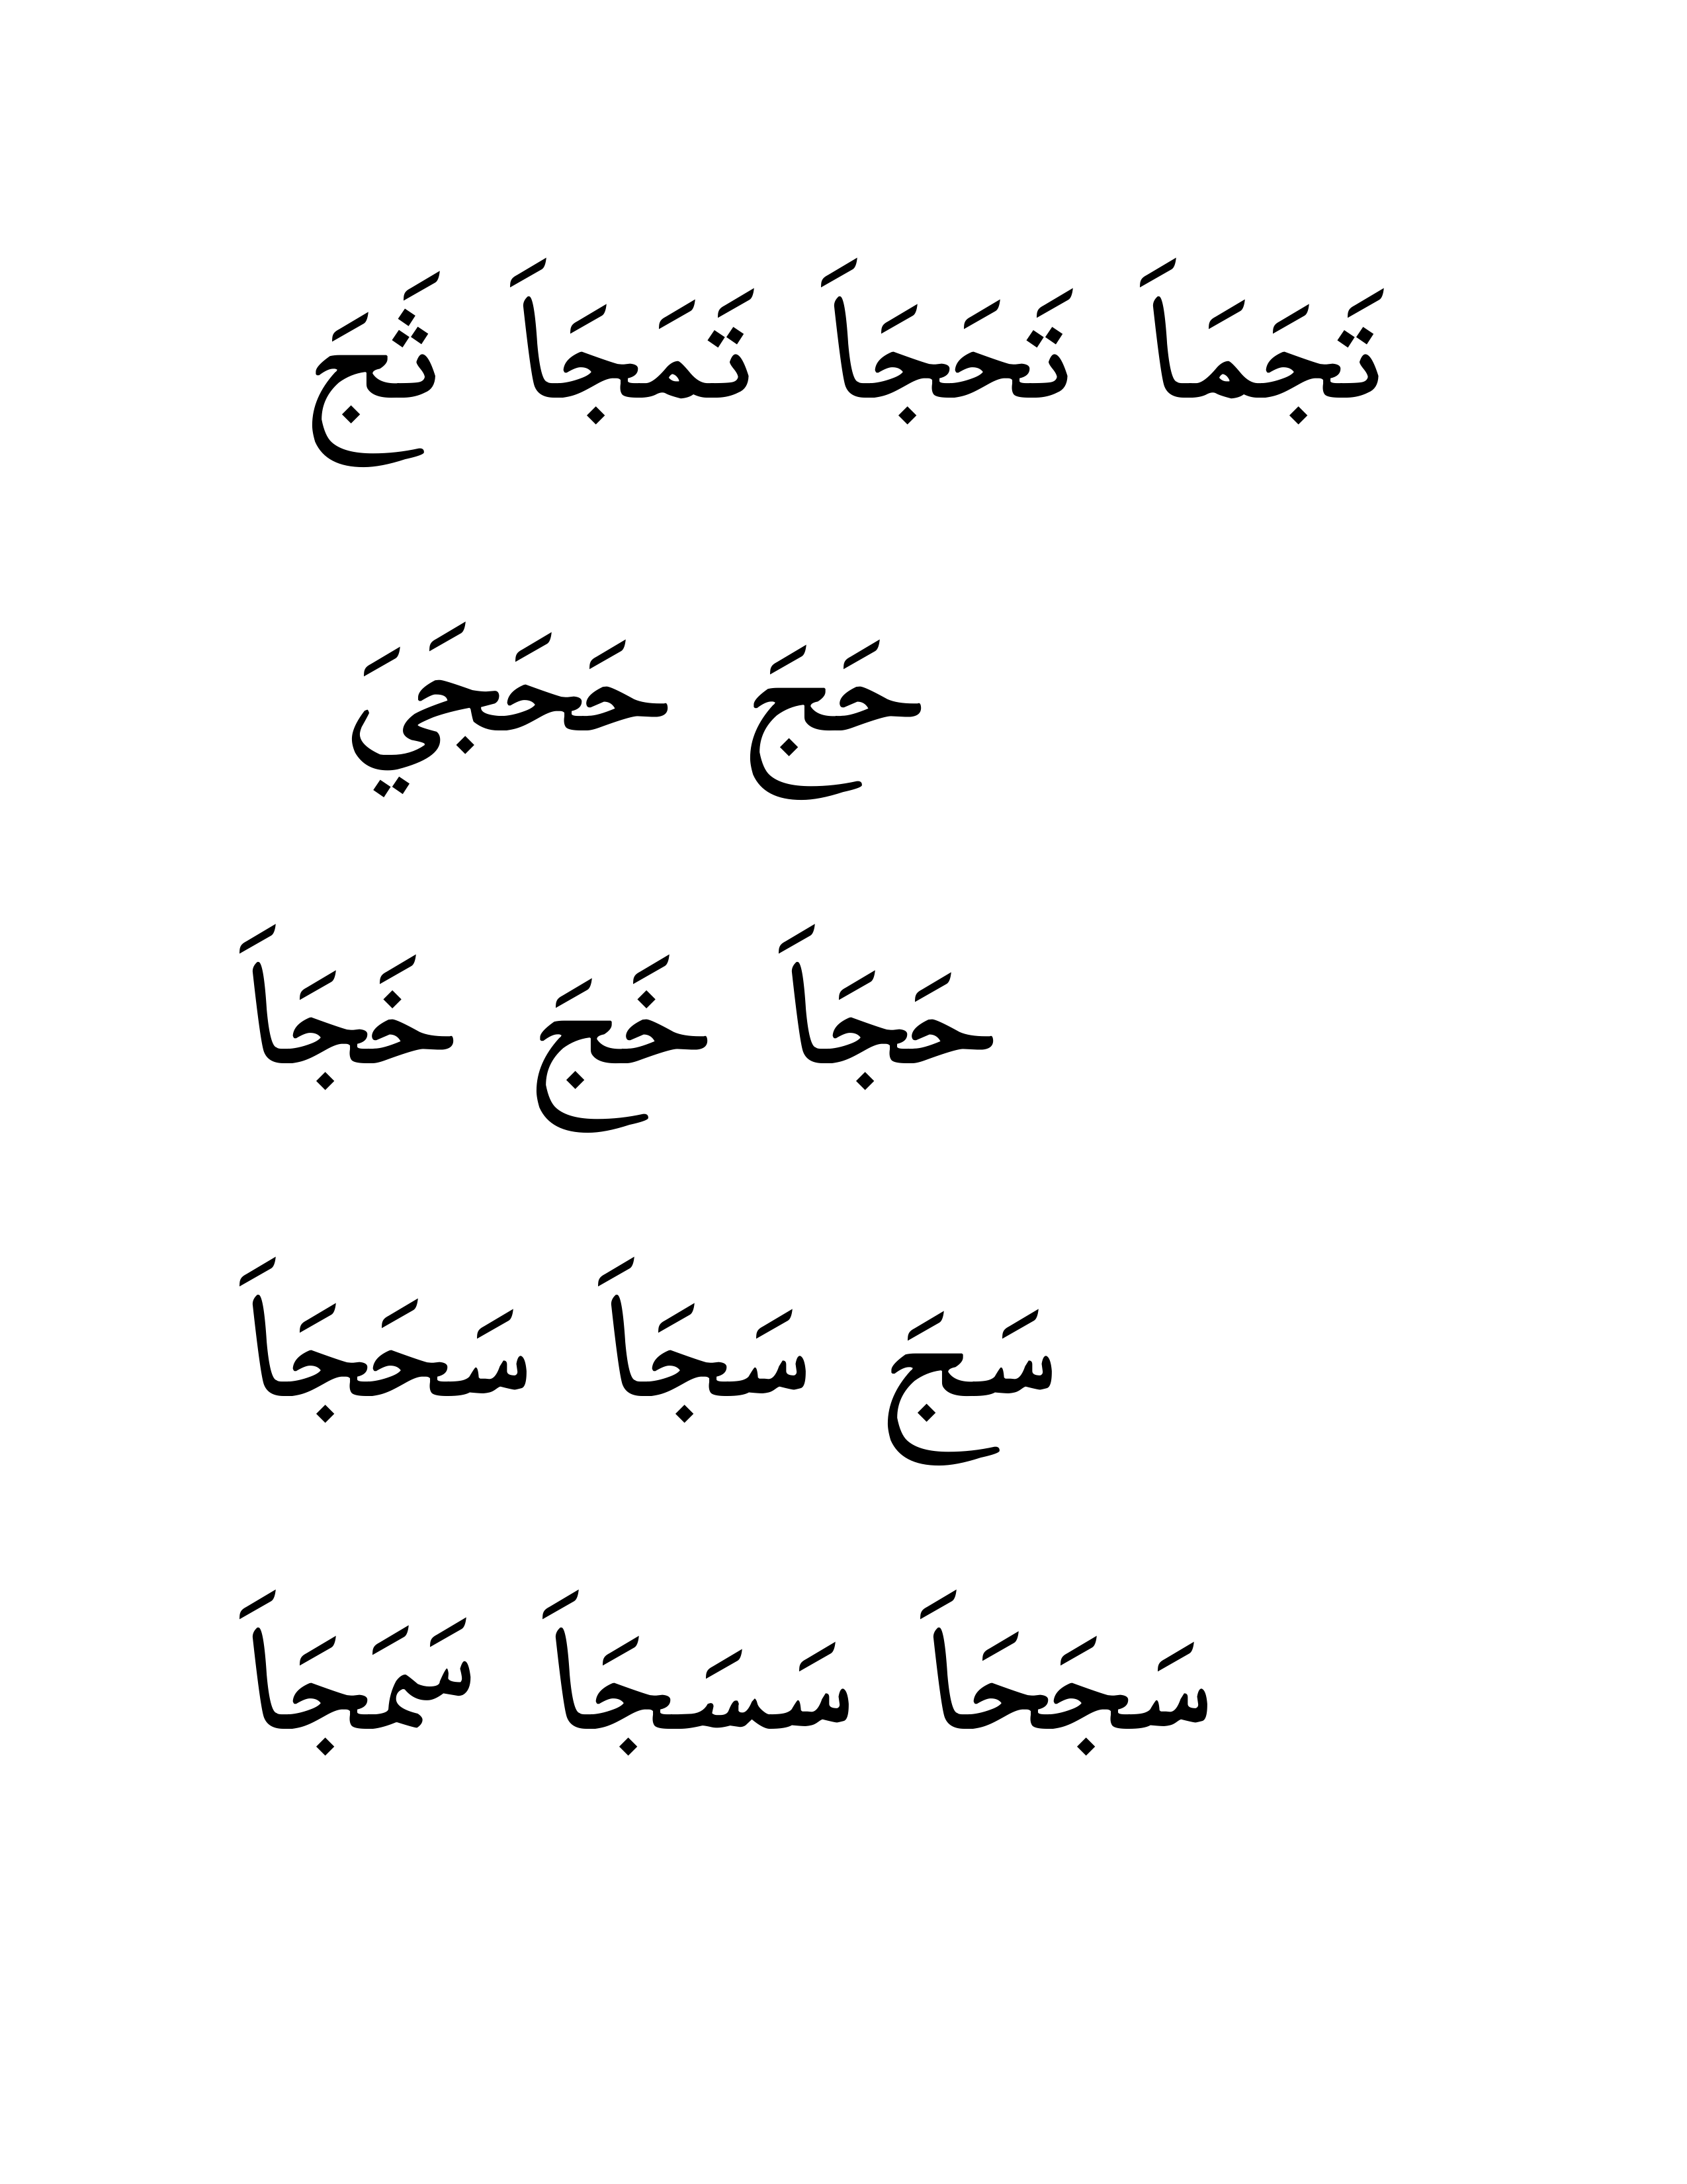 تَجَمَاَ تَحَجَاَ تَمَجَاَ ثَجَ
حَجَ حَحَجَيَ
حَجَاَ خَجَ خَجَاَ
سَجَ سَجَاَ سَحَجَاَ
سَجَحَاَ سَسَجَاَ سَمَجَاَ